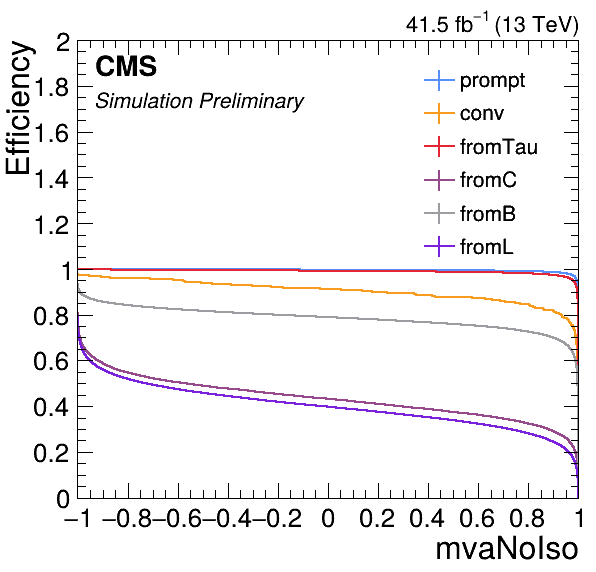 41.5 fb⁻¹ (13 TeV)
CMS
Simulation Preliminary
prompt
conv
fromTau
fromC
fromB
fromL
Efficiency
2
1.8
1.6
1.4
1.2
1
0.8
0.6
0.4
0.2
0
−1 −0.8 −0.6 −0.4 −0.2 0 0.2 0.4 0.6 0.8 1
mvaNoIso